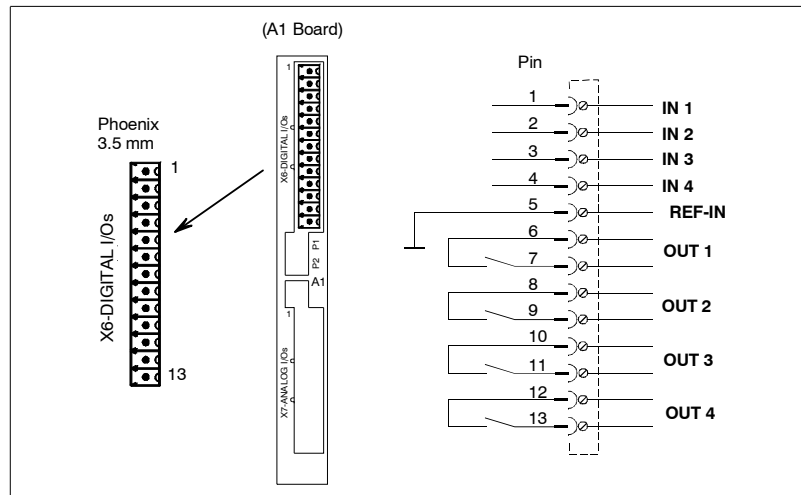 (A1 Board)
1
X6-DIGITAL I/Os
P1
P2
A1
1
X7-ANALOG I/Os
Phoenix
3.5 mm
1
X6-DIGITAL I/Os
13
Pin
1 IN 1
2 IN 2
3 IN 3
4 IN 4
5 REF-IN
6
OUT 1
7
8
OUT 2
9
10
OUT 3
11
12
OUT 4
13